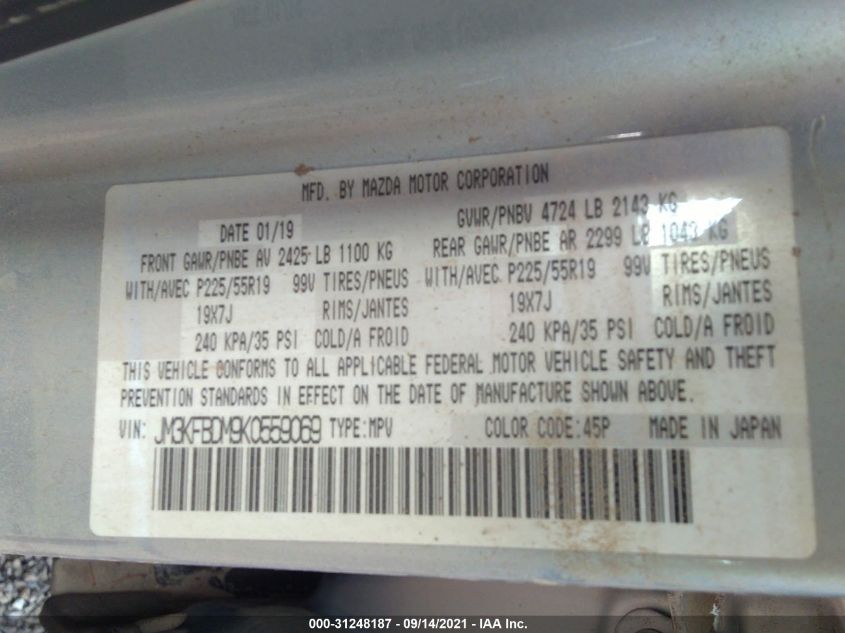 MFD. BY MAZDA MOTOR CORPORATION
DATE 01/19 GVWR/PNBV 4724 LB 2143 KG
FRONT GAWR/PNBE AV 2425 LB 1100 KG REAR GAWR/PNBE AR 2299 LB 1043 KG
WITH/AVEC P225/55R19 99V TIRES/PNEUS WITH/AVEC P225/55R19 99V TIRES/PNEUS
19X7J RIMS/JANTES 19X7J RIMS/JANTES
240 KPA/35 PSI COLD/A FROID 240 KPA/35 PSI COLD/A FROID
THIS VEHICLE CONFORMS TO ALL APPLICABLE FEDERAL MOTOR VEHICLE SAFETY AND THEFT
PREVENTION STANDARDS IN EFFECT ON THE DATE OF MANUFACTURE SHOWN ABOVE.
VIN: JM3KFBDM9K0559069 TYPE:MPV COLOR CODE:45P MADE IN JAPAN
000-31248187 - 09/14/2021 - IAA Inc.